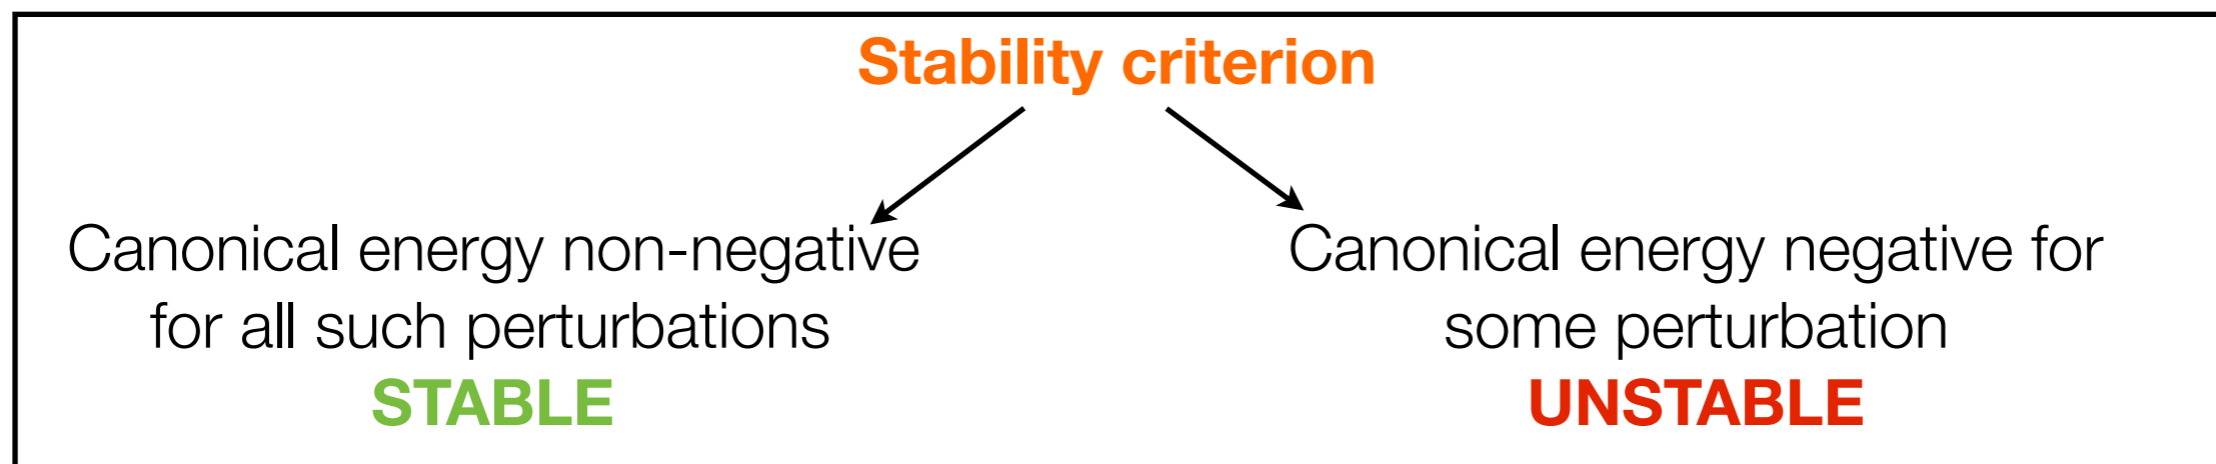 Stability criterion
Canonical energy non-negative
for all such perturbations
STABLE
Canonical energy negative for
some perturbation
UNSTABLE